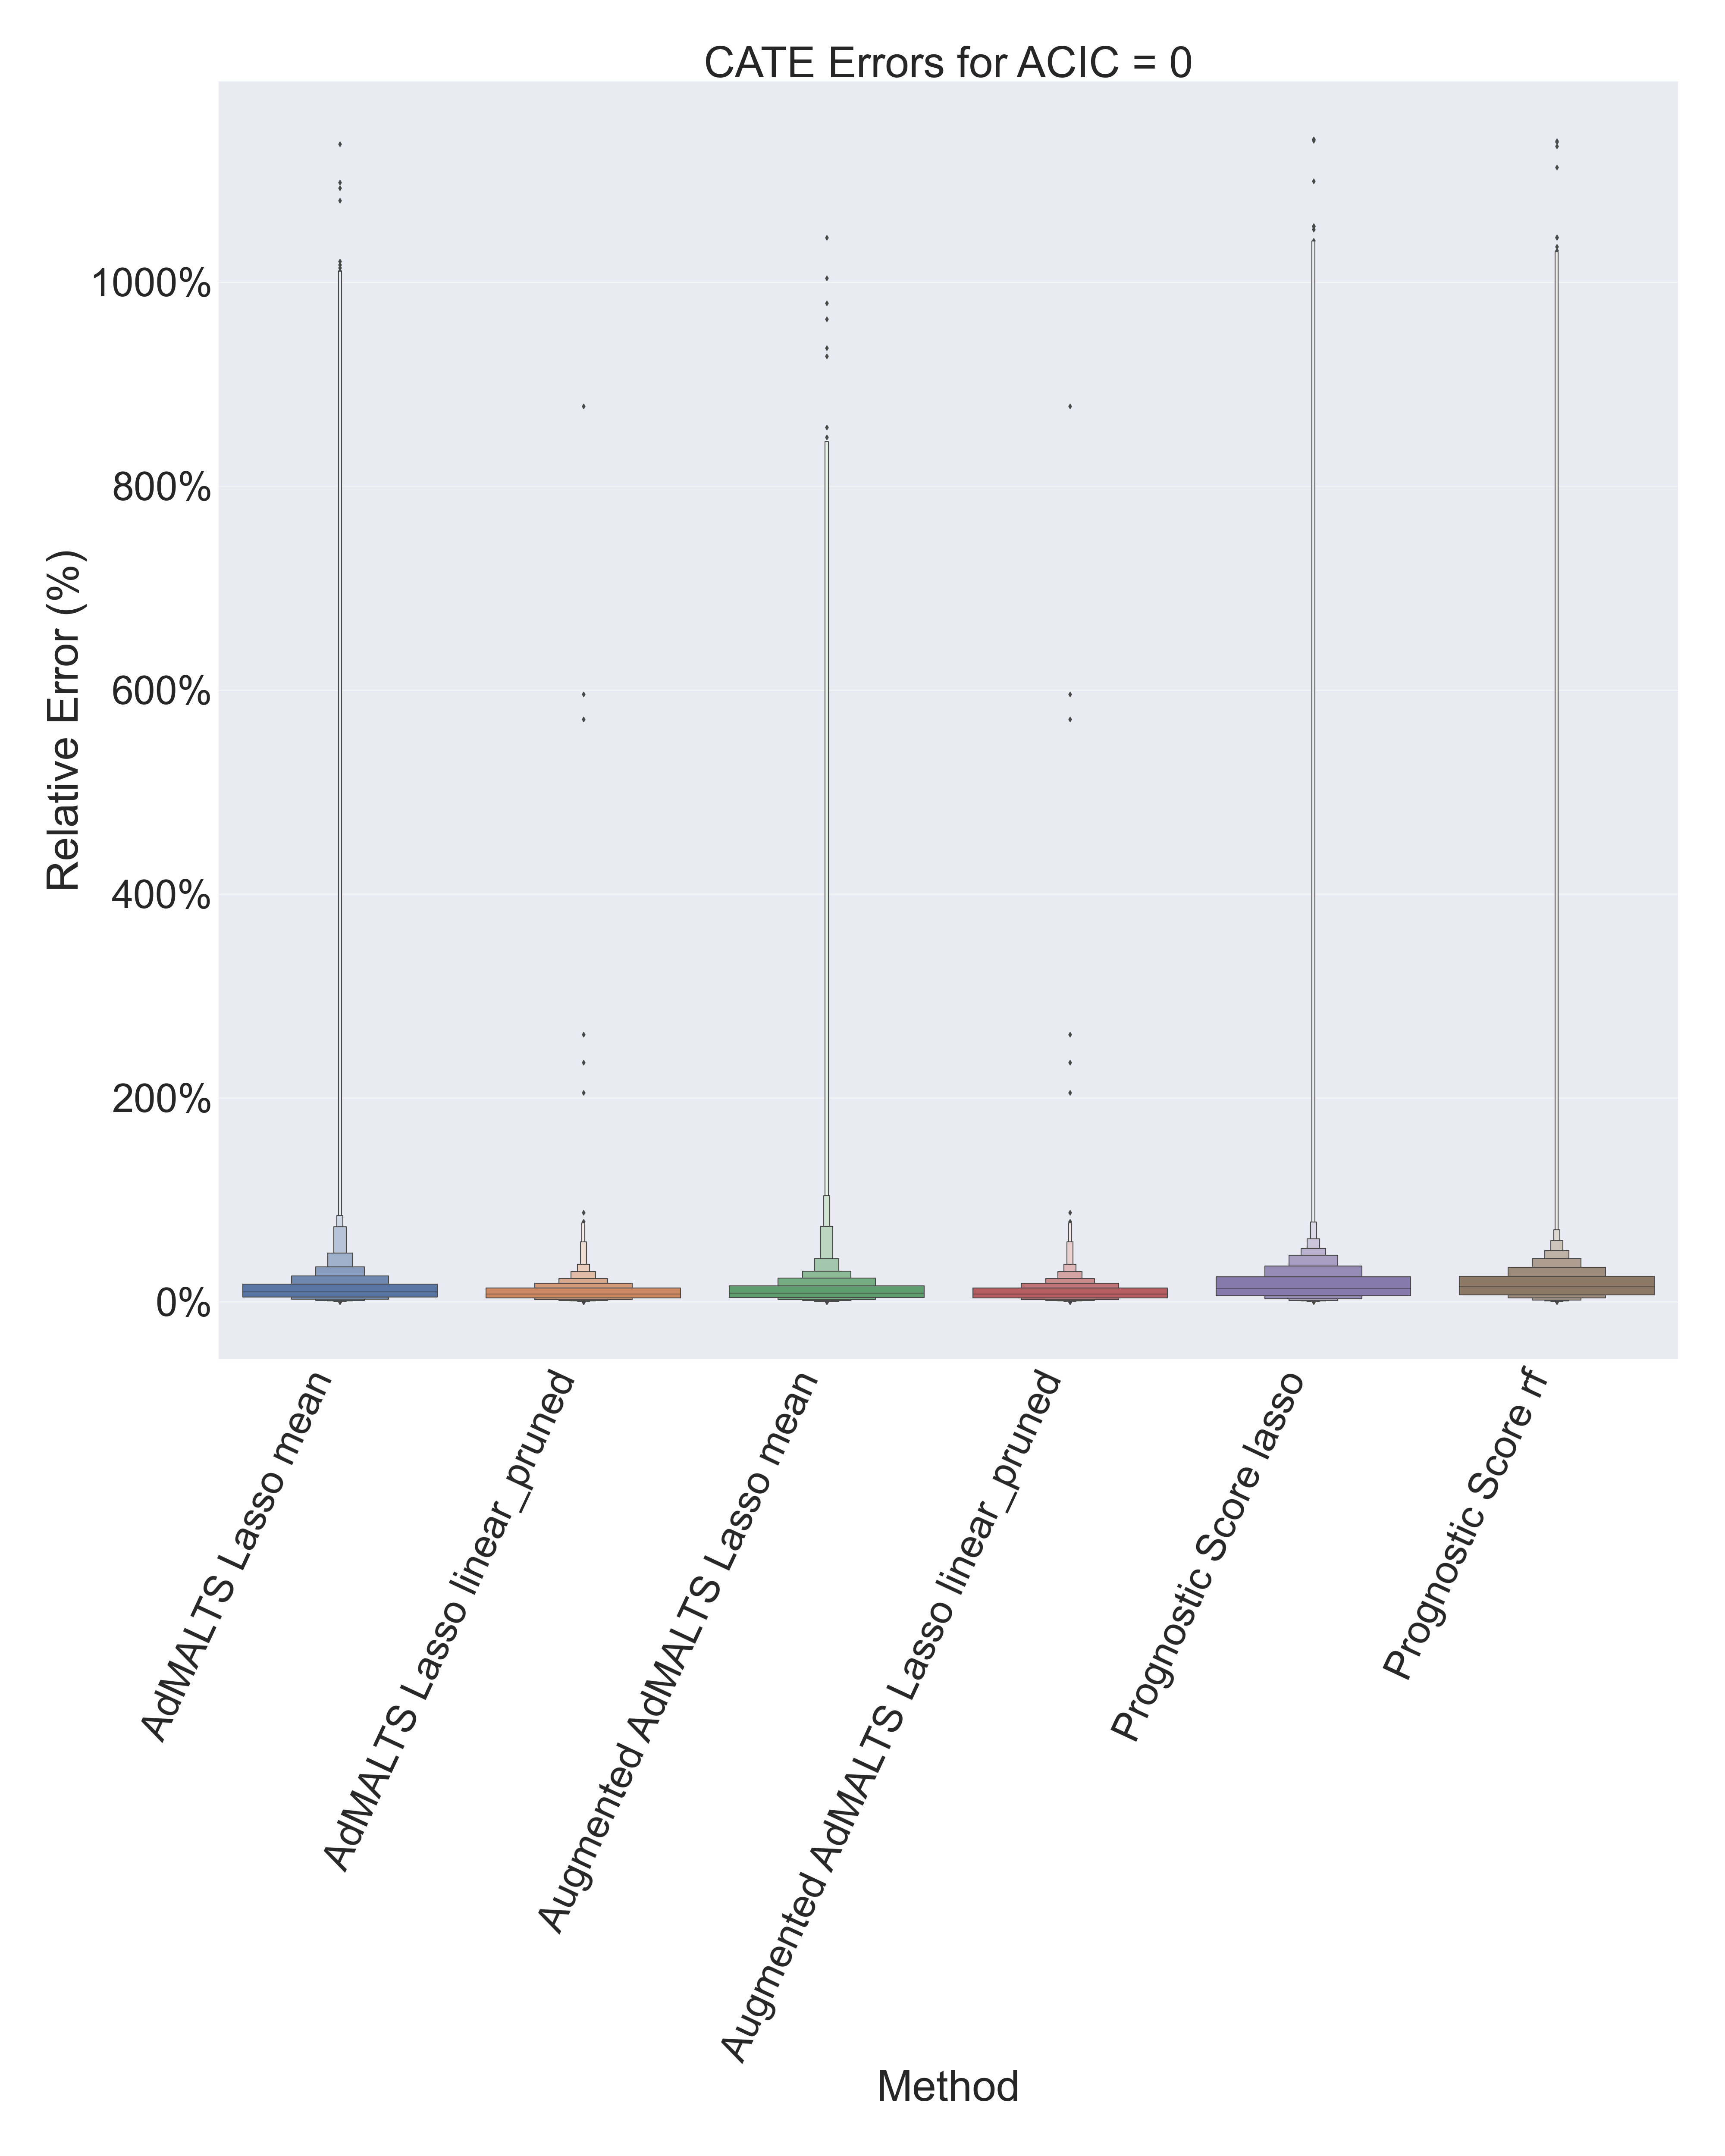 CATE Errors for ACIC = 0
Relative Error (%)
1000%
800%
600%
400%
200%
0%
AdMALTS Lasso mean
AdMALTS Lasso linear_pruned
Augmented AdMALTS Lasso mean
Augmented AdMALTS Lasso linear_pruned
Prognostic Score lasso
Prognostic Score rf
Method